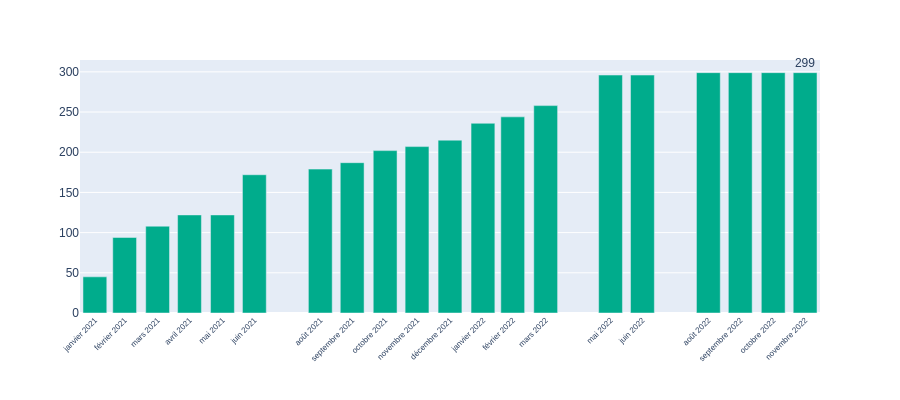 299
300
250
200
150
100
50
0
janvier 2021
février 2021
mars 2021
avril 2021
mai 2021
juin 2021
août 2021
septembre 2021
octobre 2021
novembre 2021
décembre 2021
janvier 2022
février 2022
mars 2022
mai 2022
juin 2022
août 2022
septembre 2022
octobre 2022
novembre 2022